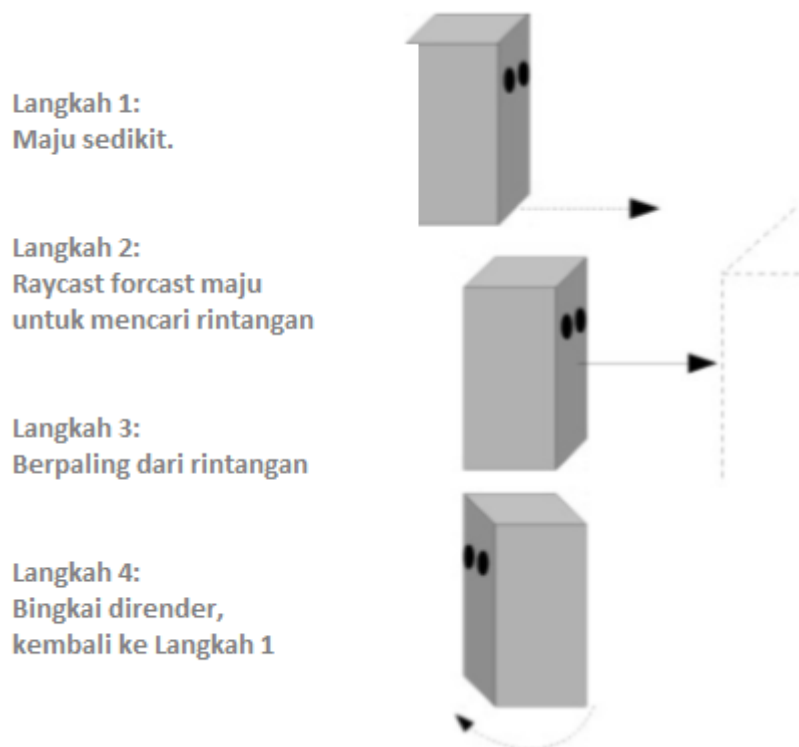 Langkah 1:
Maju sedikit.
Langkah 2:
Raycast forcast maju
untuk mencari rintangan
Langkah 3:
Berpaling dari rintangan
Langkah 4:
Bingkai dirender,
kembali ke Langkah 1